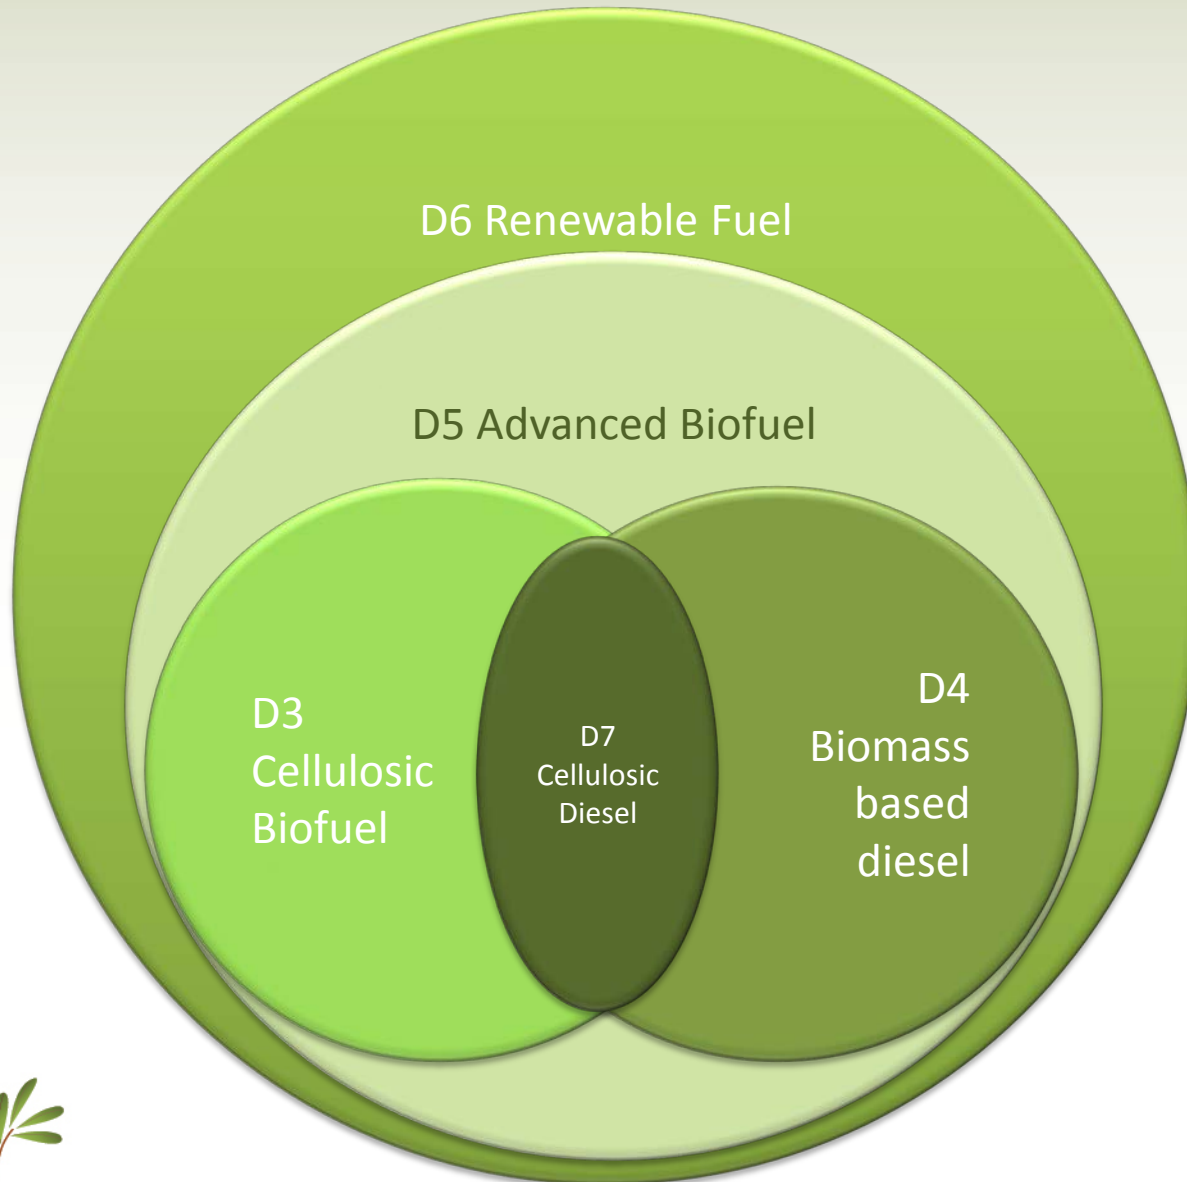 D6 Renewable Fuel
D5 Advanced Biofuel
D3
Cellulosic
Biofuel
D7
Cellulosic
Diesel
D4
Biomass
based
diesel